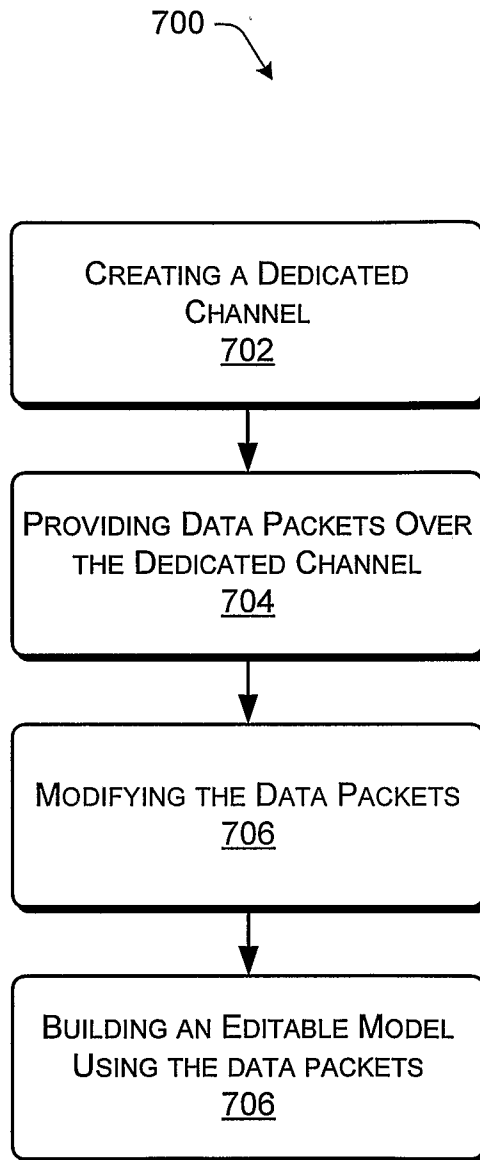 700
CREATING A DEDICATED
CHANNEL
702
PROVIDING DATA PACKETS OVER
THE DEDICATED CHANNEL
704
MODIFYING THE DATA PACKETS
706
BUILDING AN EDITABLE MODEL
USING THE DATA PACKETS
706